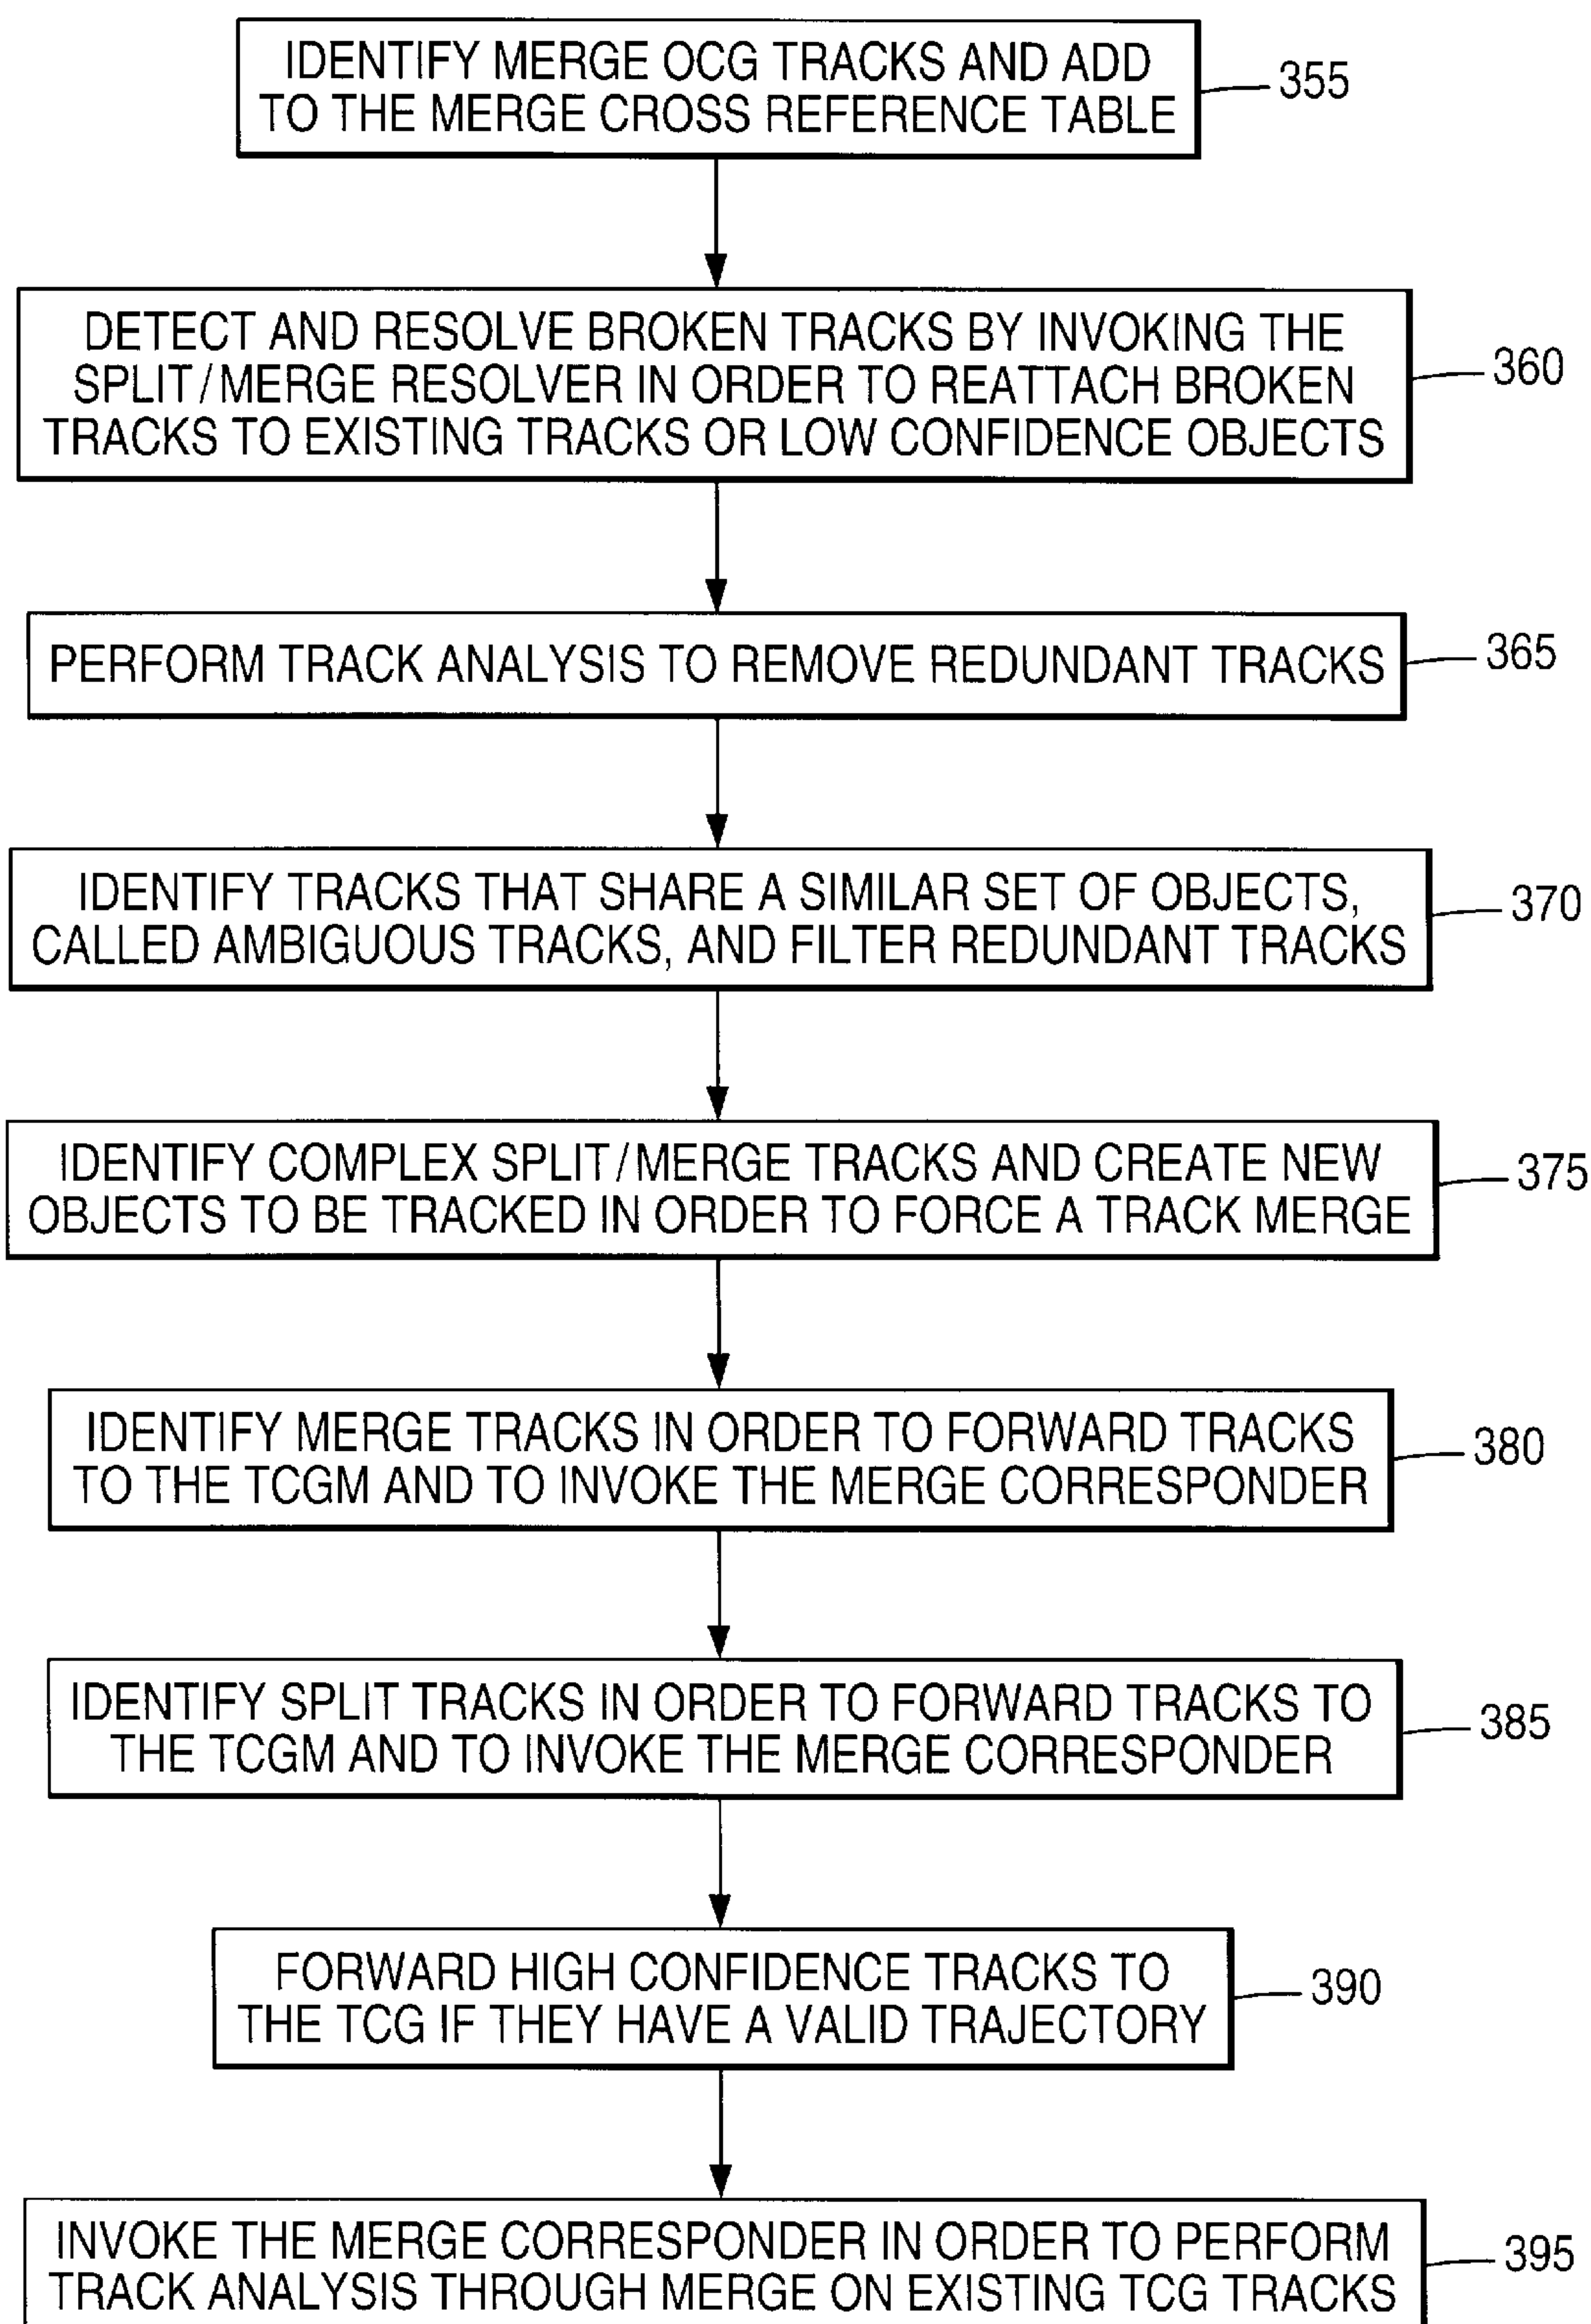 IDENTIFY MERGE OCG TRACKS AND ADD
TO THE MERGE CROSS REFERENCE TABLE
355
DETECT AND RESOLVE BROKEN TRACKS BY INVOKING THE
SPLIT/MERGE RESOLVER IN ORDER TO REATTACH BROKEN
TRACKS TO EXISTING TRACKS OR LOW CONFIDENCE OBJECTS
360
PERFORM TRACK ANALYSIS TO REMOVE REDUNDANT TRACKS
365
IDENTIFY TRACKS THAT SHARE A SIMILAR SET OF OBJECTS,
CALLED AMBIGUOUS TRACKS, AND FILTER REDUNDANT TRACKS
370
IDENTIFY COMPLEX SPLIT/MERGE TRACKS AND CREATE NEW
OBJECTS TO BE TRACKED IN ORDER TO FORCE A TRACK MERGE
375
IDENTIFY MERGE TRACKS IN ORDER TO FORWARD TRACKS
TO THE TCGM AND TO INVOKE THE MERGE CORRESPONDER
380
IDENTIFY SPLIT TRACKS IN ORDER TO FORWARD TRACKS TO
THE TCGM AND TO INVOKE THE MERGE CORRESPONDER
385
FORWARD HIGH CONFIDENCE TRACKS TO
THE TCG IF THEY HAVE A VALID TRAJECTORY
390
INVOKE THE MERGE CORRESPONDER IN ORDER TO PERFORM
TRACK ANALYSIS THROUGH MERGE ON EXISTING TCG TRACKS
395